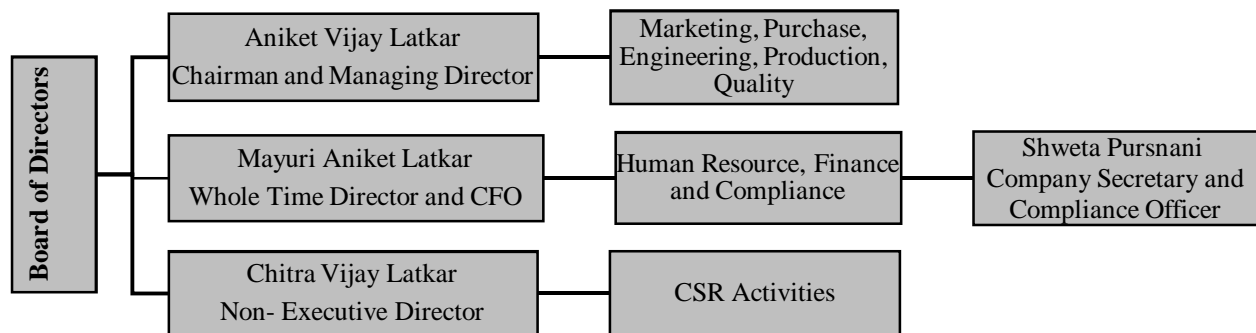 Board of Directors
Aniket Vijay Latkar
Chairman and Managing Director
Marketing, Purchase,
Engineering, Production,
Quality
Mayuri Aniket Latkar
Whole Time Director and CFO
Human Resource, Finance
and Compliance
Shweta Pursnani
Company Secretary and
Compliance Officer
Chitra Vijay Latkar
Non- Executive Director
CSR Activities